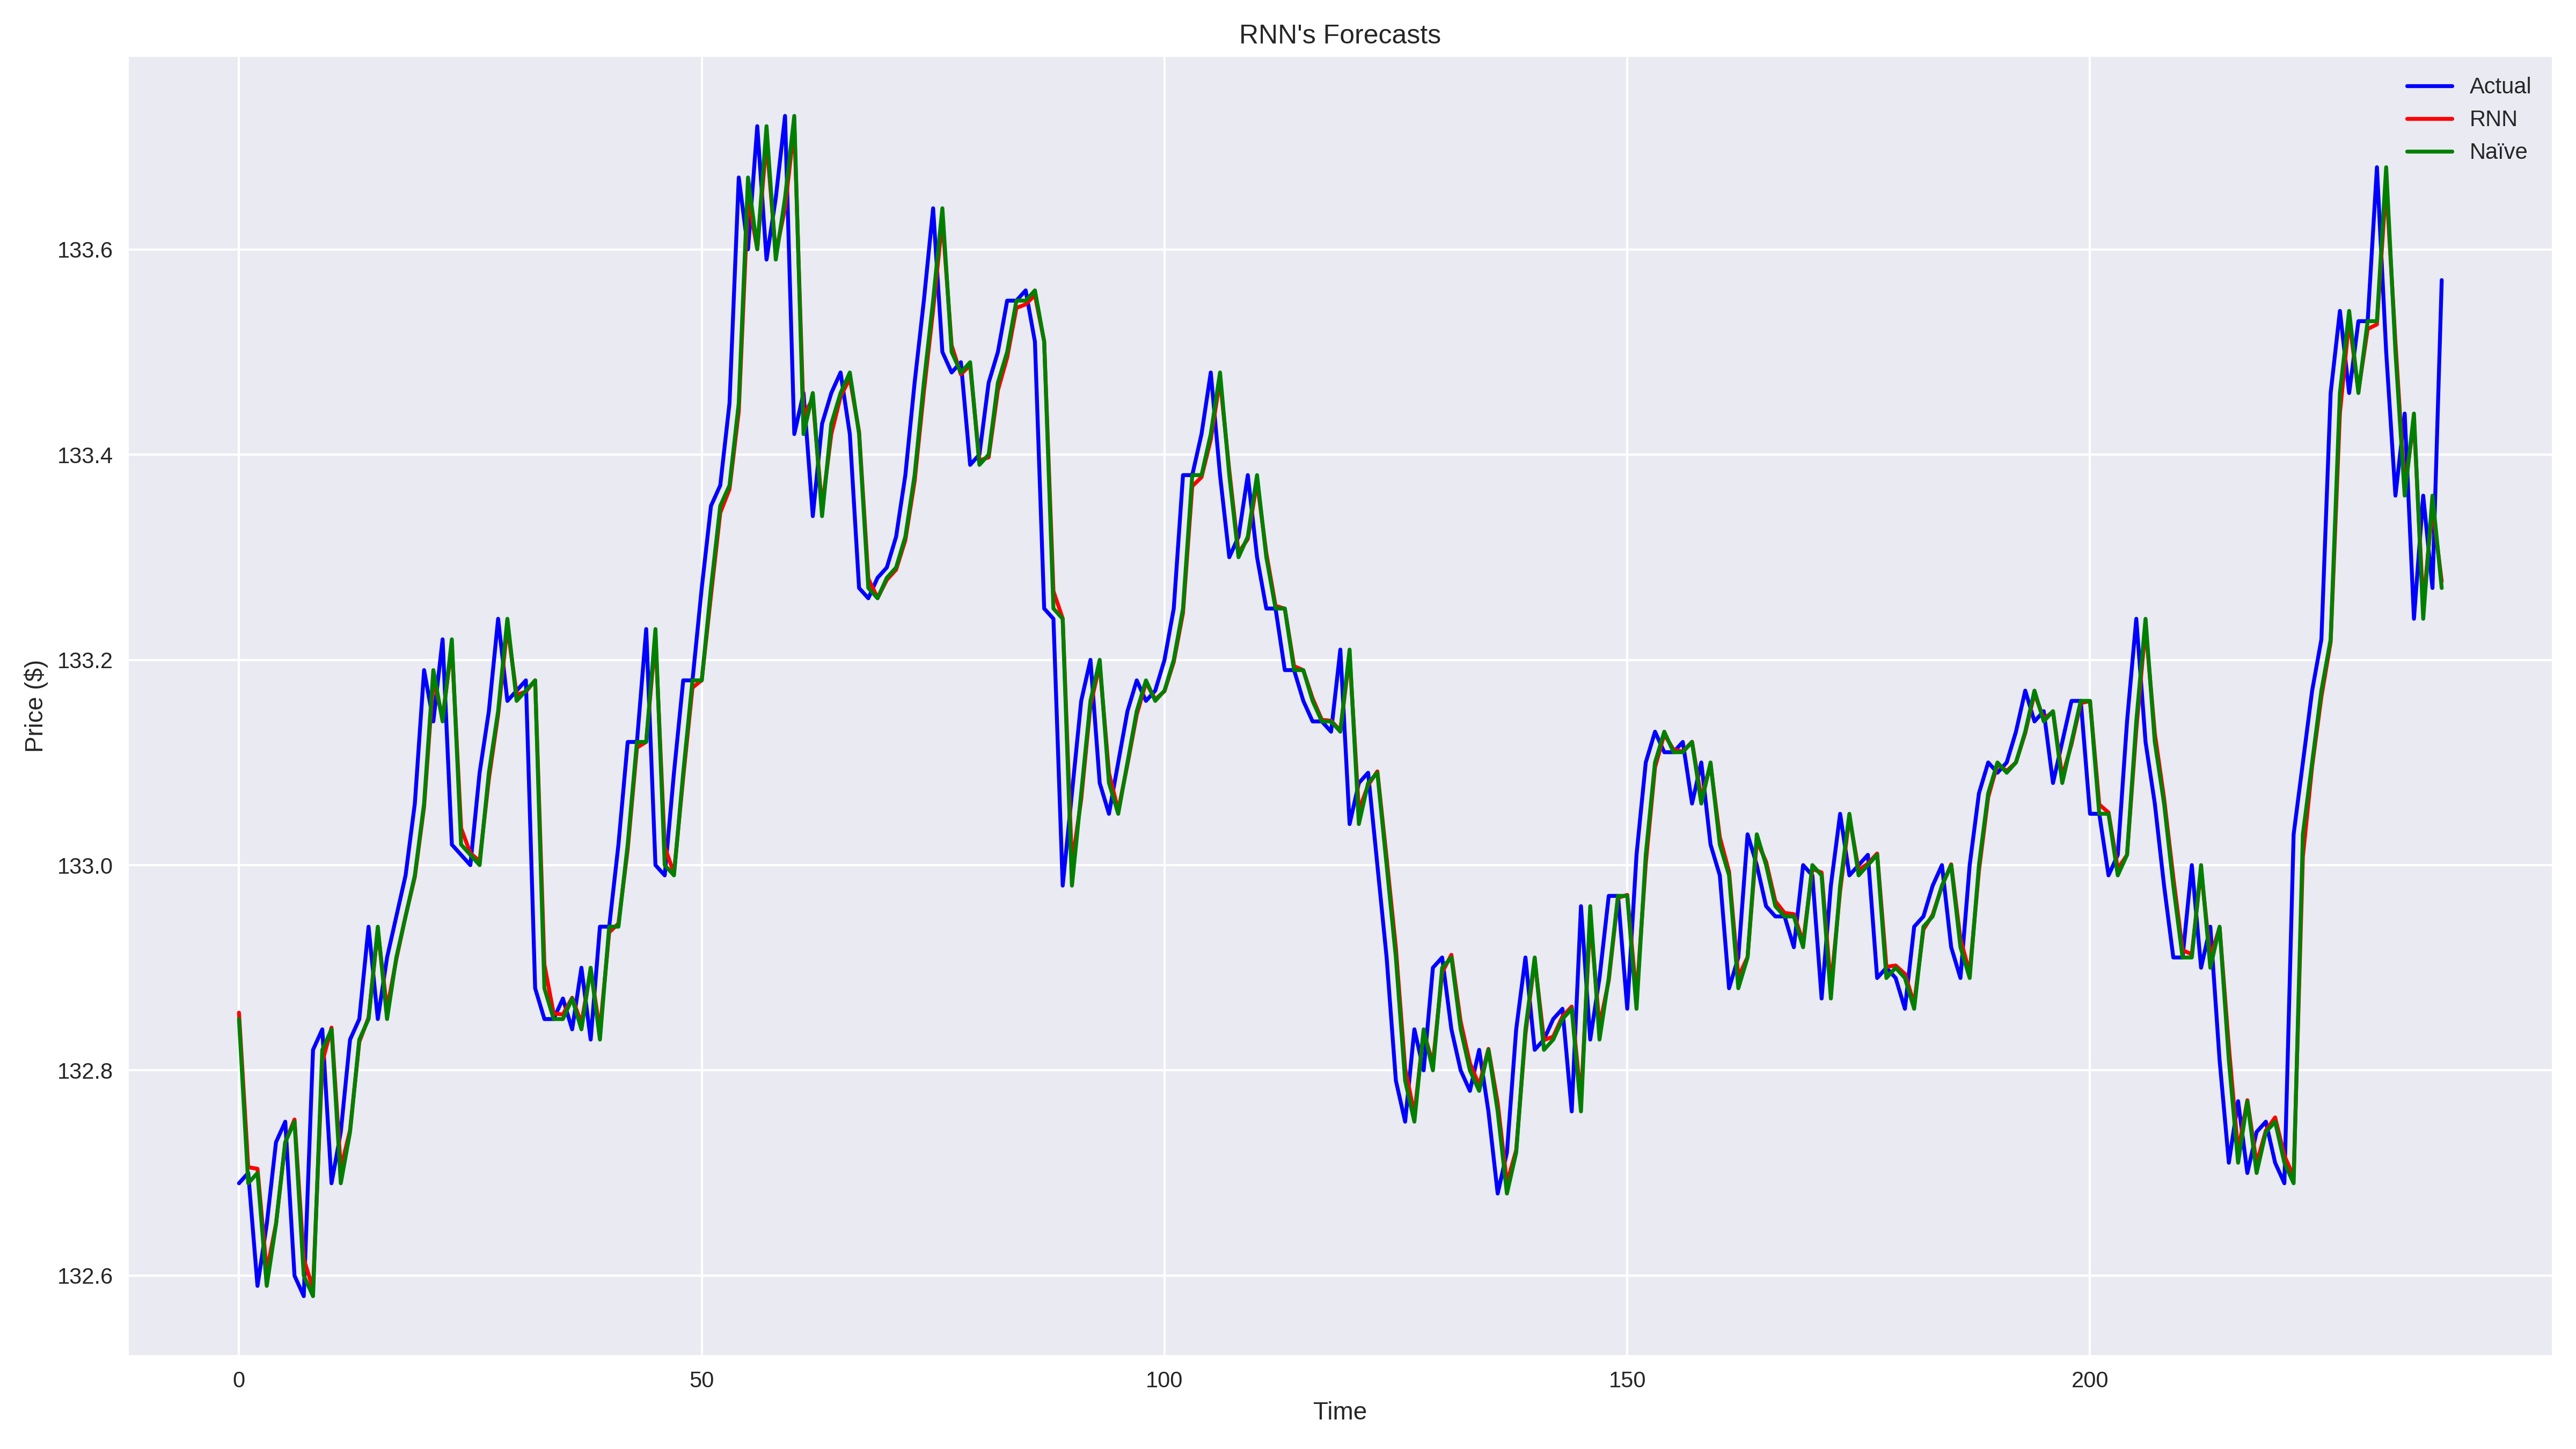 RNN's Forecasts
Actual
RNN
Naïve
133.6
133.4
133.2
133.0
132.8
132.6
Price ($)
0 50 100 150 200
Time